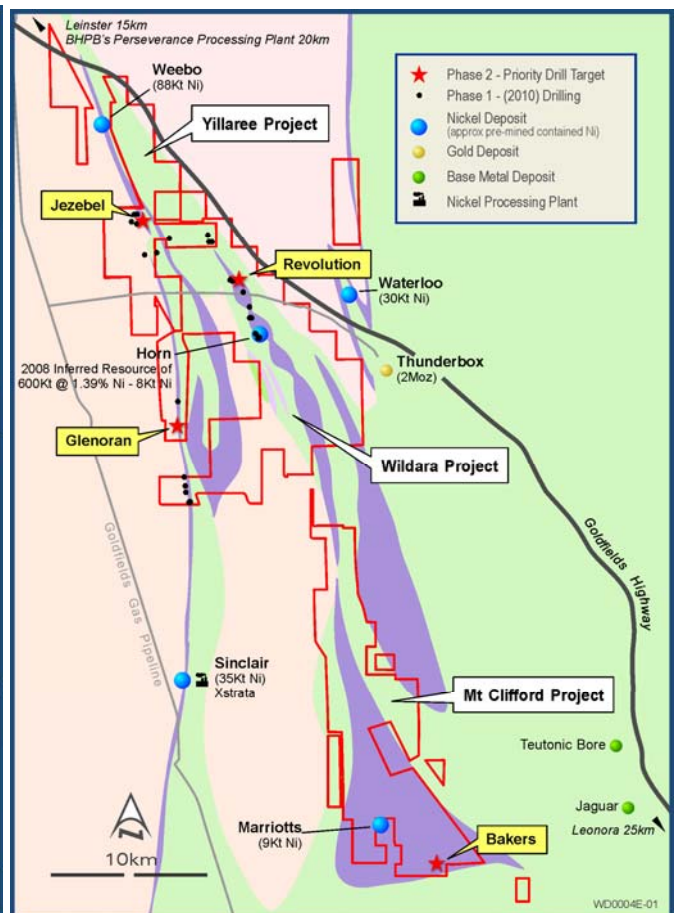 Leinster 15km
BHPB's Perseverance Processing Plant 20km
Weebo
(88Kt Ni)
Yillaree Project
Phase 2 - Priority Drill Target
Phase 1 - (2010) Drilling
Nickel Deposit
(approx pre-mined contained Ni)
Gold Deposit
Base Metal Deposit
Nickel Processing Plant
Jezebel
Revolution
Waterloo
(30Kt Ni)
Horn
2008 Inferred Resource of
600Kt @ 1.39% Ni - 8Kt Ni
Thunderbox
(2Moz)
Glenoran
Wildara Project
Goldfields Gas Pipeline
Goldfields Highway
Sinclair
(35Kt Ni)
Xstrata
Mt Clifford Project
Teutonic Bore
Jaguar
Leonora 25km
Marriotts
(9Kt Ni)
Bakers
10km
WD0004E-01